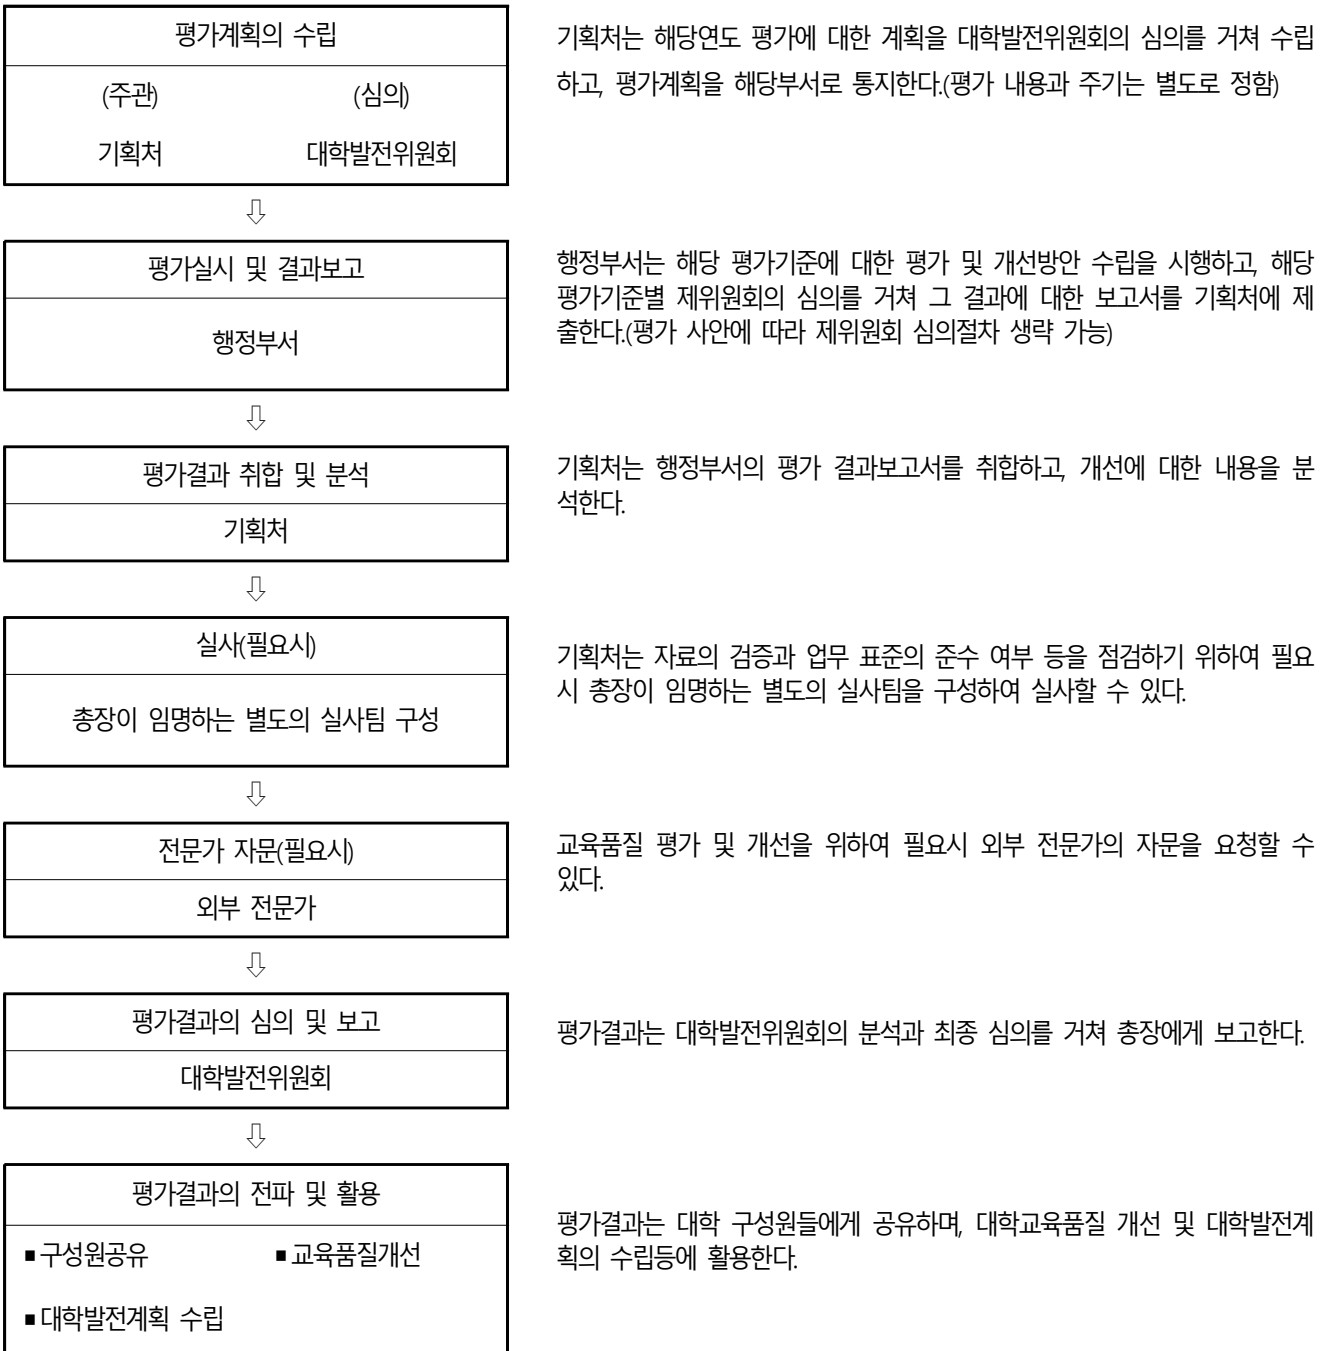 평가계획의 수립
(주관) (심의)
기획처 대학발전위원회
기획처는 해당연도 평가에 대한 계획을 대학발전위원회의 심의를 거쳐 수립
하고, 평가계획을 해당부서로 통지한다.(평가 내용과 주기는 별도로 정함)
⇩
평가실시 및 결과보고
행정부서
행정부서는 해당 평가기준에 대한 평가 및 개선방안 수립을 시행하고, 해당
평가기준별 제위원회의 심의를 거쳐 그 결과에 대한 보고서를 기획처에 제
출한다.(평가 사안에 따라 제위원회 심의절차 생략 가능)
⇩
평가결과 취합 및 분석
기획처
기획처는 행정부서의 평가 결과보고서를 취합하고, 개선에 대한 내용을 분
석한다.
⇩
실사(필요시)
총장이 임명하는 별도의 실사팀 구성
기획처는 자료의 검증과 업무 표준의 준수 여부 등을 점검하기 위하여 필요
시 총장이 임명하는 별도의 실사팀을 구성하여 실사할 수 있다.
⇩
전문가 자문(필요시)
외부 전문가
교육품질 평가 및 개선을 위하여 필요시 외부 전문가의 자문을 요청할 수
있다.
⇩
평가결과의 심의 및 보고
대학발전위원회
평가결과는 대학발전위원회의 분석과 최종 심의를 거쳐 총장에게 보고한다.
⇩
평가결과의 전파 및 활용
▪구성원공유 ▪교육품질개선
▪대학발전계획 수립
평가결과는 대학 구성원들에게 공유하며, 대학교육품질 개선 및 대학발전계
획의 수립등에 활용한다.